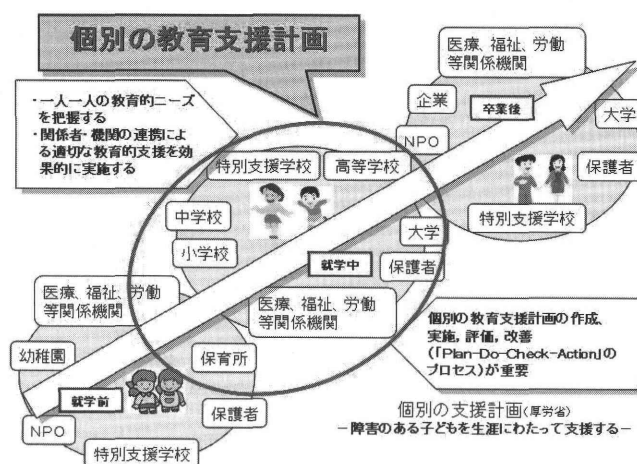 個別の教育支援計画
・一人一人の教育的ニーズ
を把握する
・関係者・機関の連携によ
る適切な教育的支援を効
果的に実施する
医療、福祉、労働
等関係機関
企業
卒業後
大学
NPO
保護者
特別支援学校
特別支援学校
高等学校
中学校
小学校
大学
就学中
保護者
医療、福祉、労働
等関係機関
医療、福祉、労働
等関係機関
幼稚園
保育所
就学前
保護者
NPO
特別支援学校
個別の教育支援計画の作成、
実施，評価，改善
(「Plan-Do-Check-Action」の
プロセス)が重要
個別の支援計画(厚労省)
－障害のある子どもを生涯にわたって支援する－